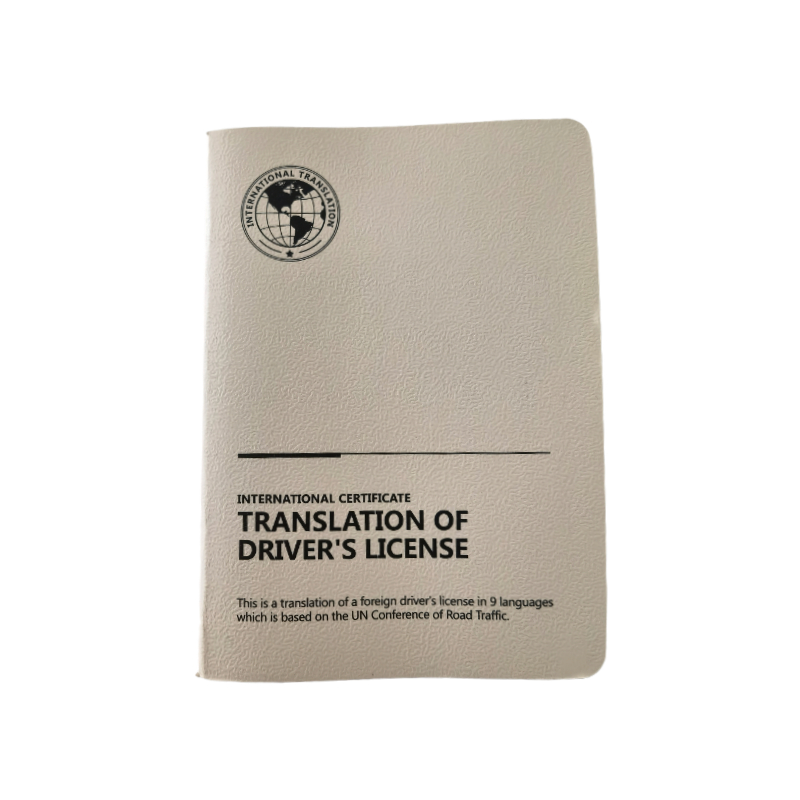 INTERNATIONAL TRANSLATION
INTERNATIONAL CERTIFICATE
TRANSLATION OF
DRIVER'S LICENSE
This is a translation of a foreign driver's license in 9 languages
which is based on the UN Conference of Road Traffic.